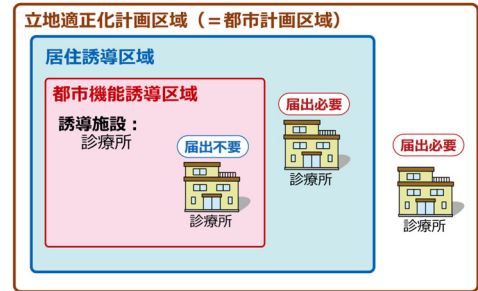 立地適正化計画区域（＝都市計画区域）
居住誘導区域
都市機能誘導区域
誘導施設：
診療所
届出不要
診療所
届出必要
診療所
届出必要
診療所